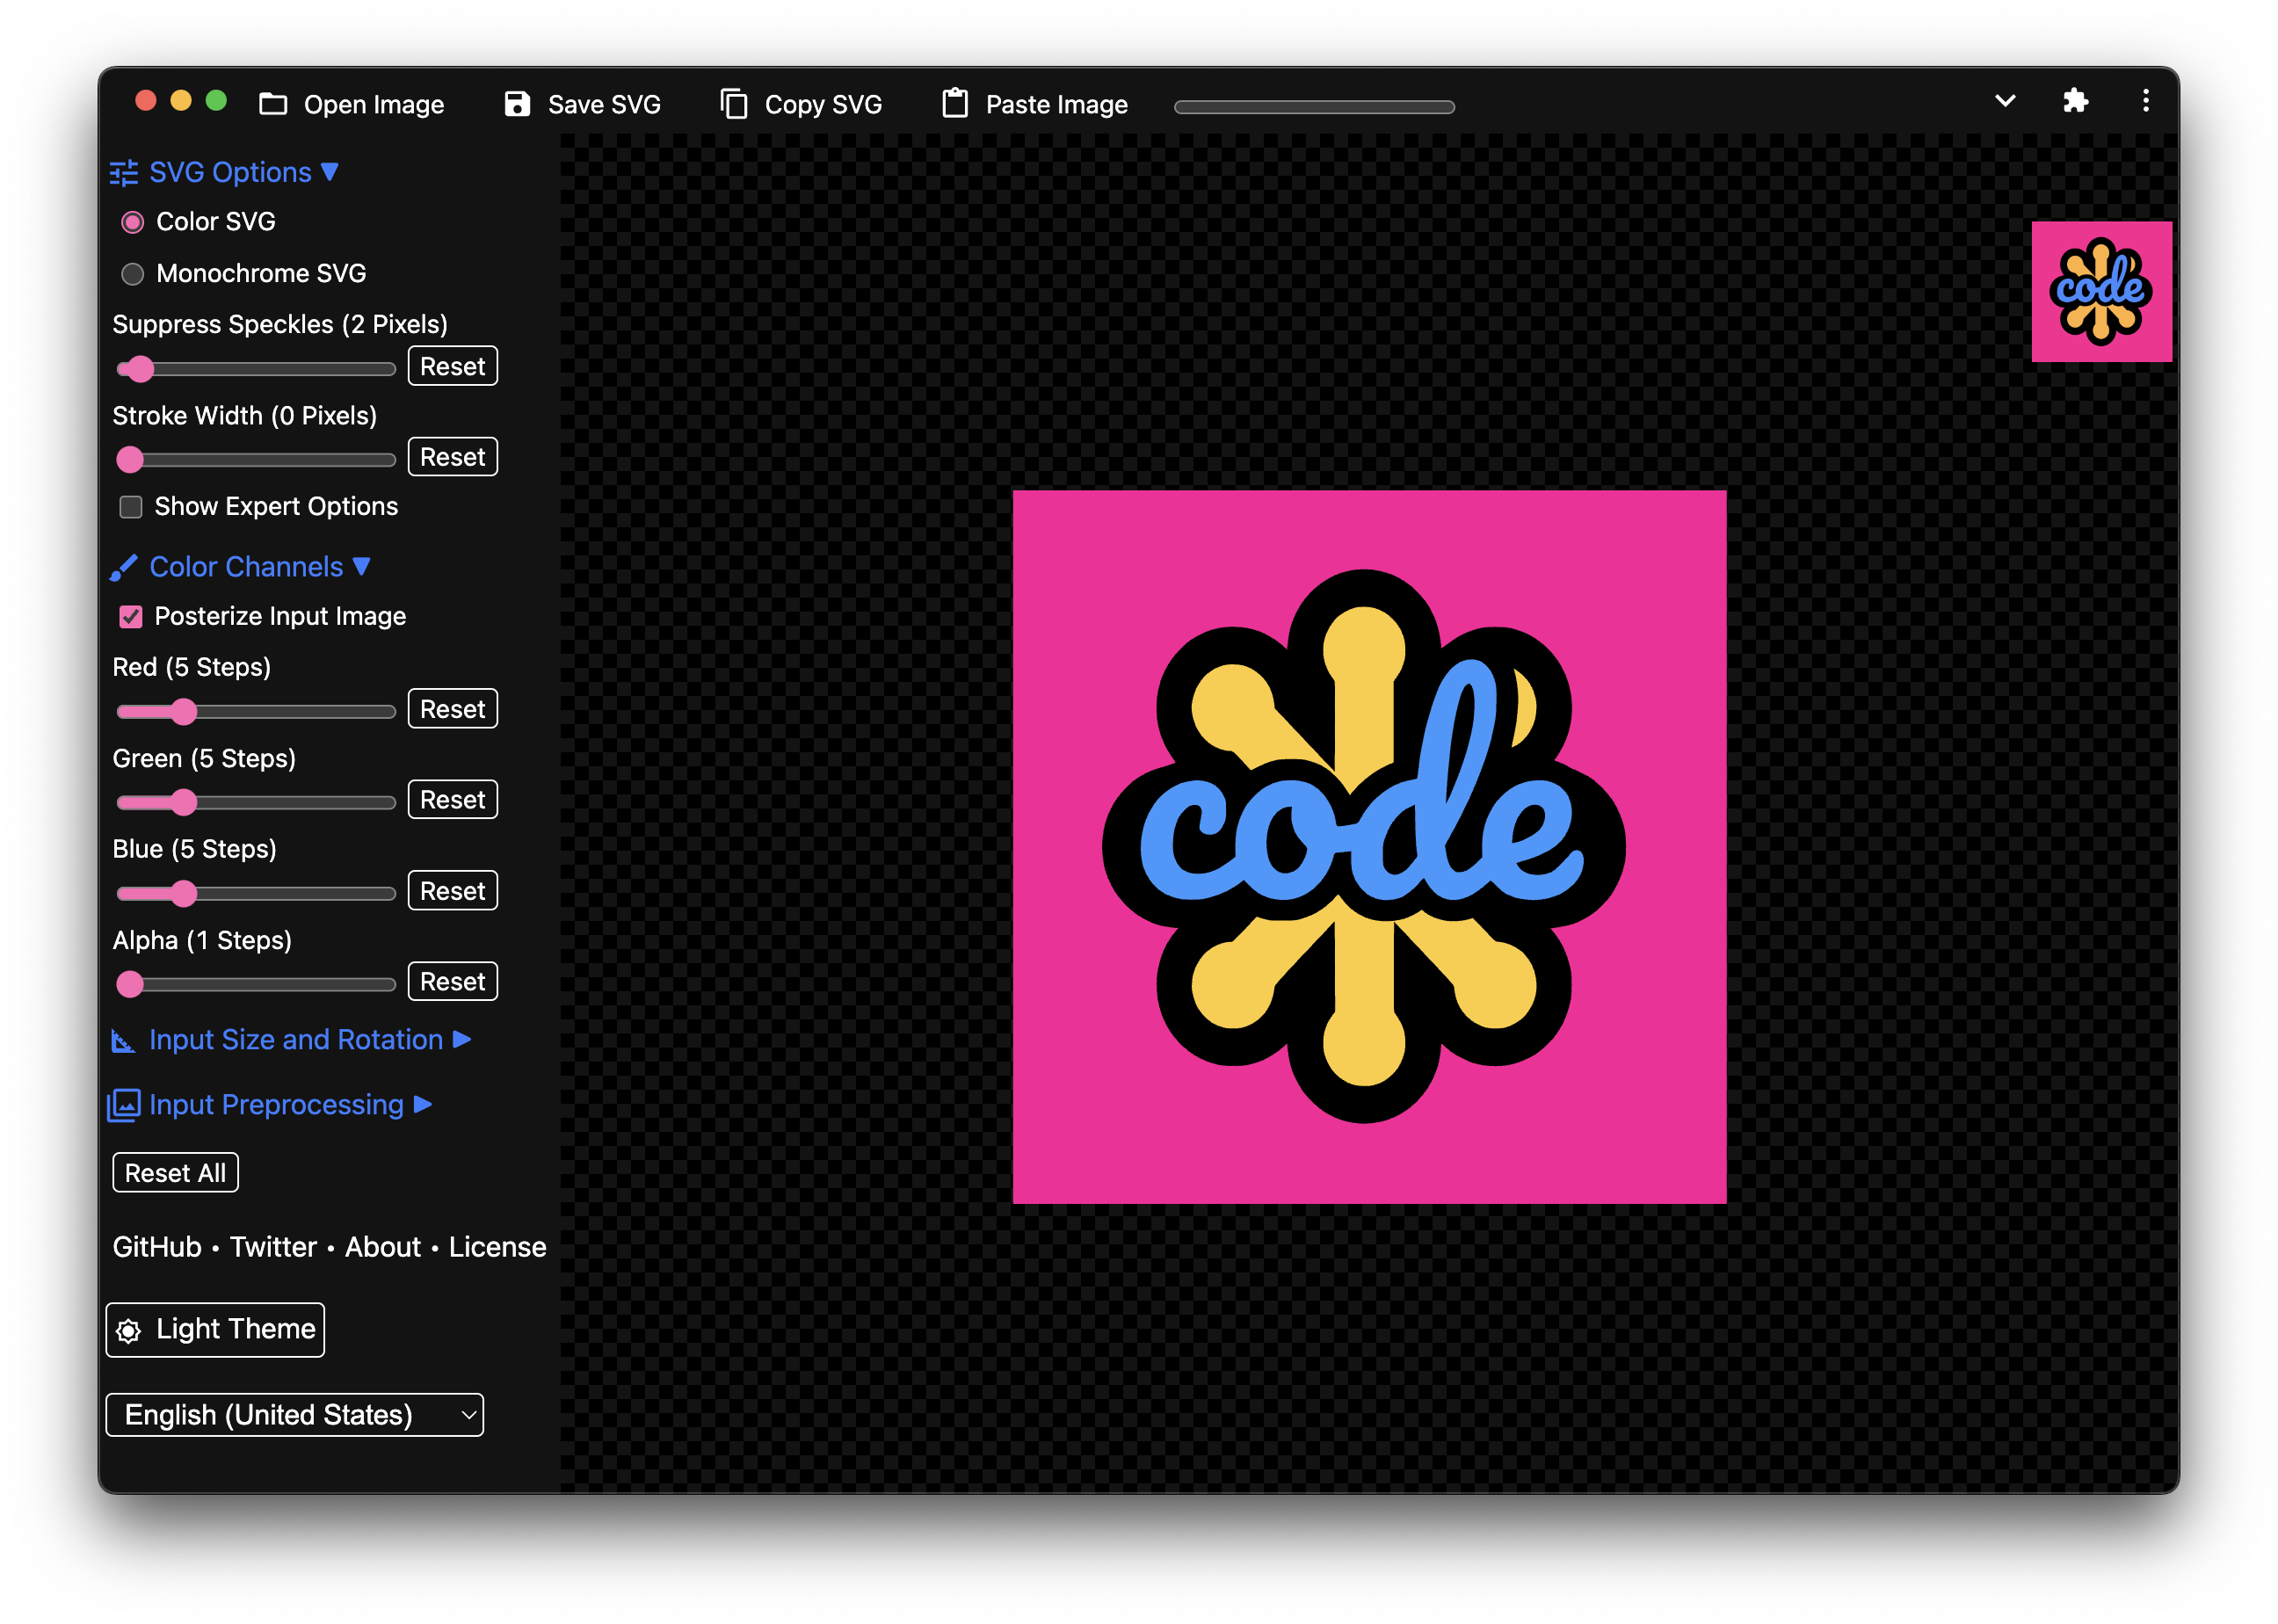 Open Image
Save SVG
Copy SVG
Paste Image
SVG Options
Color SVG
Monochrome SVG
Suppress Speckles (2 Pixels)
Reset
Stroke Width (0 Pixels)
Reset
Show Expert Options
Color Channels
Posterize Input Image
Red (5 Steps)
Reset
Green (5 Steps)
Reset
Blue (5 Steps)
Reset
Alpha (1 Steps)
Reset
Input Size and Rotation
Input Preprocessing
Reset All
GitHub • Twitter • About • License
Light Theme
English (United States)
code
code